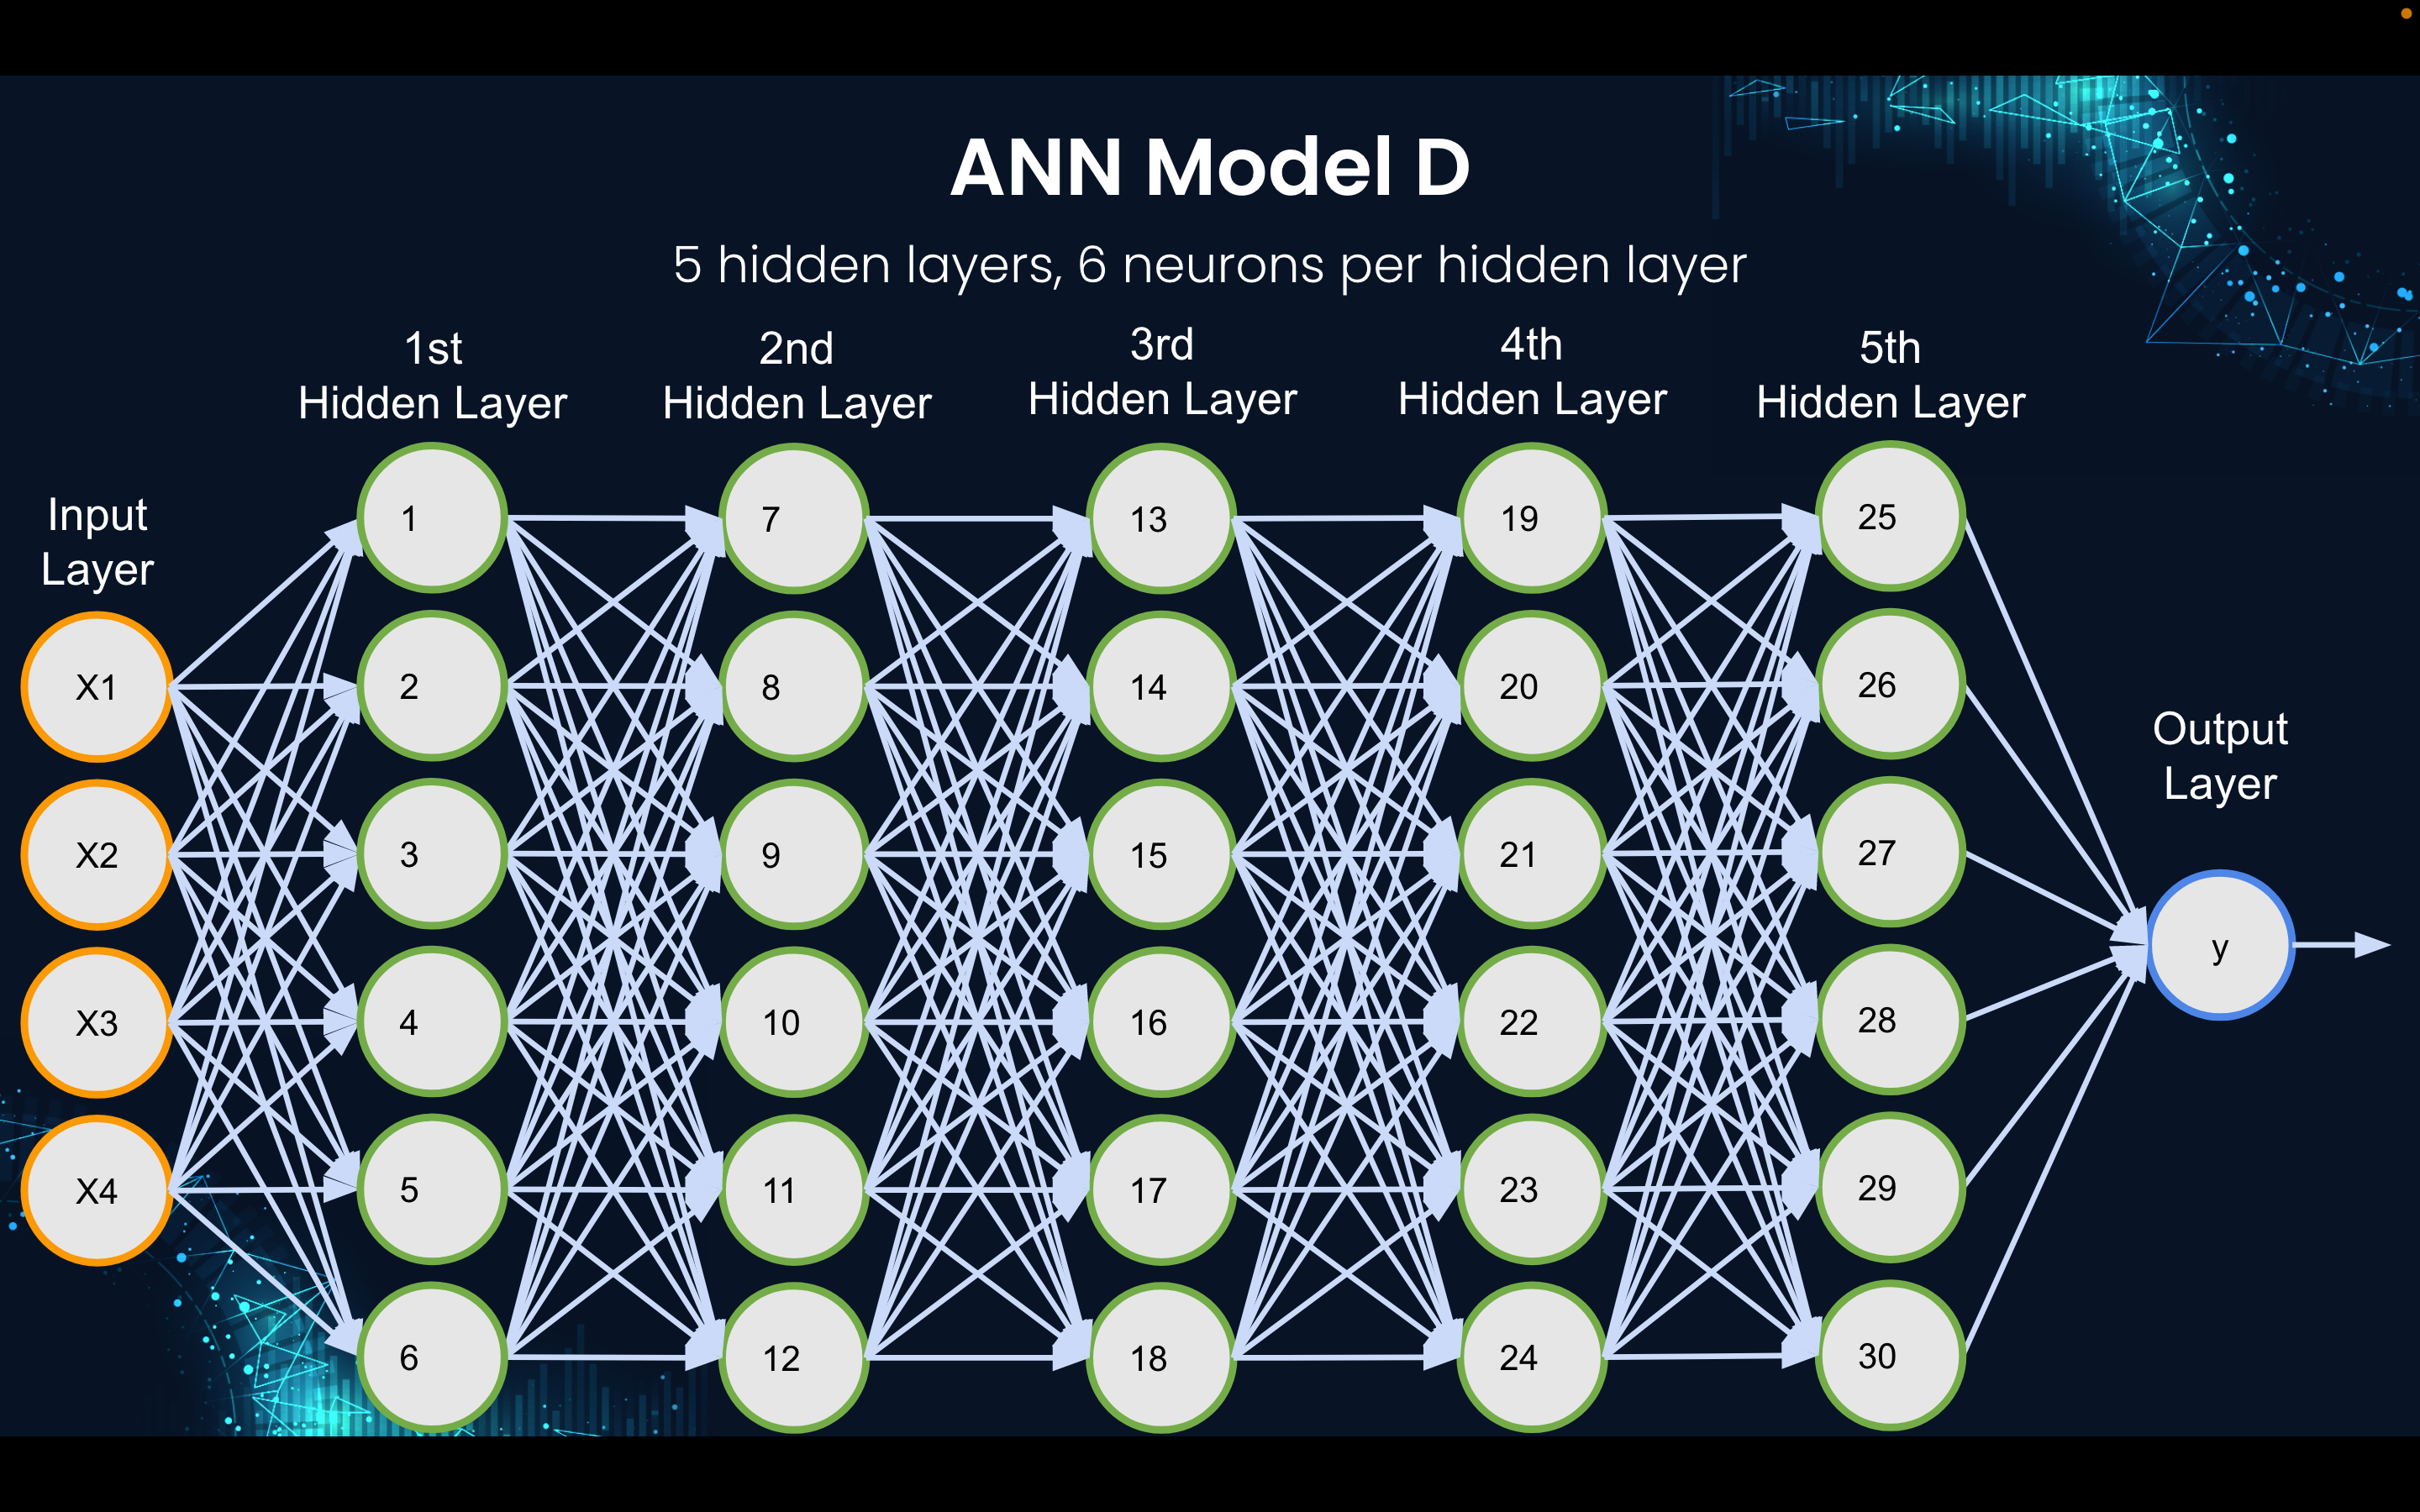 ANN Model D
5 hidden layers, 6 neurons per hidden layer
1st
Hidden Layer
2nd
Hidden Layer
3rd
Hidden Layer
4th
Hidden Layer
5th
Hidden Layer
Input
Layer
Output
Layer
X1
X2
X3
X4
1
2
3
4
5
6
7
8
9
10
11
12
13
14
15
16
17
18
19
20
21
22
23
24
25
26
27
28
29
30
y